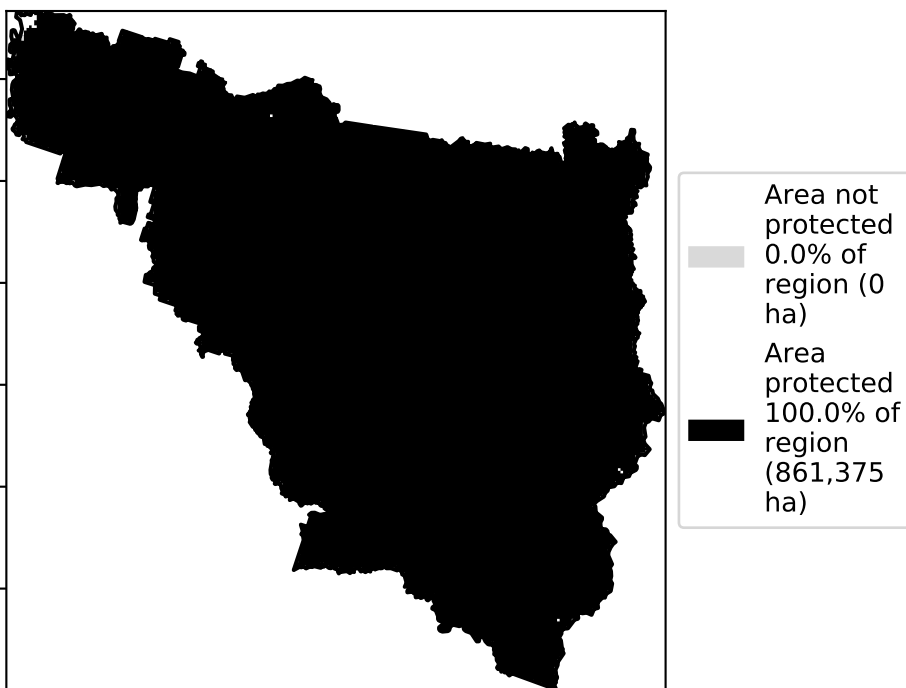 Area not
protected
0.0% of
region (0
ha)
Area
protected
100.0% of
region
(861,375
ha)